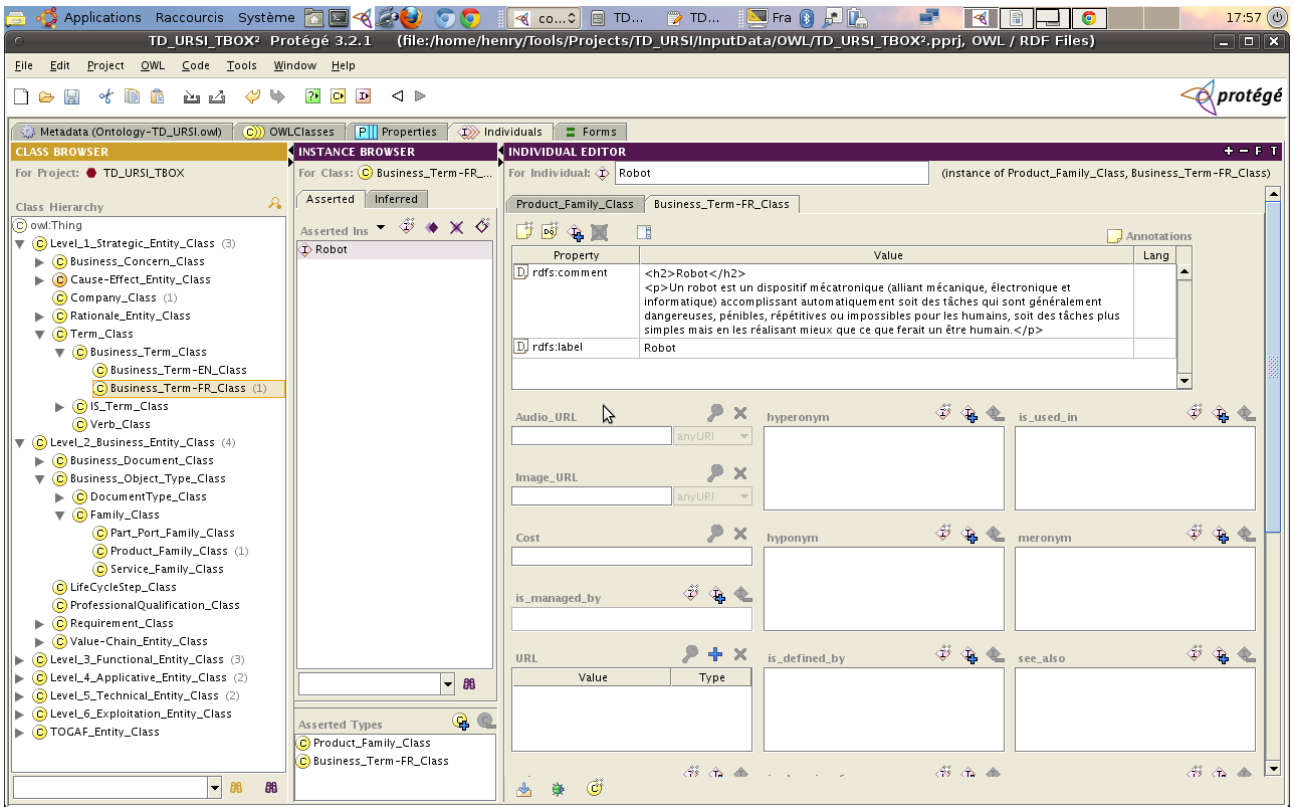 Applications Raccourcis Système co... TD... TD... Fra 17:57
TD_URSI_TBOX² Protégé 3.2.1 (file:/home/henry/Tools/Projects/TD_URSI/InputData/OWL/TD_URSI_TBOX².pprj, OWL / RDF Files)
File Edit Project OWL Code Tools Window Help
protégé
Metadata (Ontology-TD_URSI.owl) OWLClasses Properties Individuals Forms
CLASS BROWSER
For Project: TD_URSI_TBOX
Class Hierarchy
owl:Thing
Level_1_Strategic_Entity_Class (3)
Business_Concern_Class
Cause-Effect_Entity_Class
Company_Class (1)
Rationale_Entity_Class
Term_Class
Business_Term_Class
Business_Term-EN_Class
Business_Term-FR_Class (1)
IS_Term_Class
Verb_Class
Level_2_Business_Entity_Class (4)
Business_Document_Class
Business_Object_Type_Class
DocumentType_Class
Family_Class
Part_Port_Family_Class
Product_Family_Class (1)
Service_Family_Class
LifeCycleStep_Class
ProfessionalQualification_Class
Requirement_Class
Value-Chain_Entity_Class
Level_3_Functional_Entity_Class (3)
Level_4_Applicative_Entity_Class (2)
Level_5_Technical_Entity_Class (2)
Level_6_Exploitation_Entity_Class
TOGAF_Entity_Class
INSTANCE BROWSER
For Class: Business_Term-FR_...
Asserted Inferred
Asserted Ins
Robot
Asserted Types
Product_Family_Class
Business_Term-FR_Class
INDIVIDUAL EDITOR + − F T
For Individual: Robot (instance of Product_Family_Class, Business_Term-FR_Class)
Product_Family_Class Business_Term-FR_Class
Annotations
Property Value Lang
rdfs:comment <h2>Robot</h2>
<p>Un robot est un dispositif mécatronique (alliant mécanique, électronique et
informatique) accomplissant automatiquement soit des tâches qui sont généralement
dangereuses, pénibles, répétitives ou impossibles pour les humains, soit des tâches plus
simples mais en les réalisant mieux que ce que ferait un être humain.</p>
rdfs:label Robot
Audio_URL hyperonym is_used_in
anyURI
Image_URL
anyURI
Cost hyponym meronym
is_managed_by
URL is_defined_by see_also
Value Type